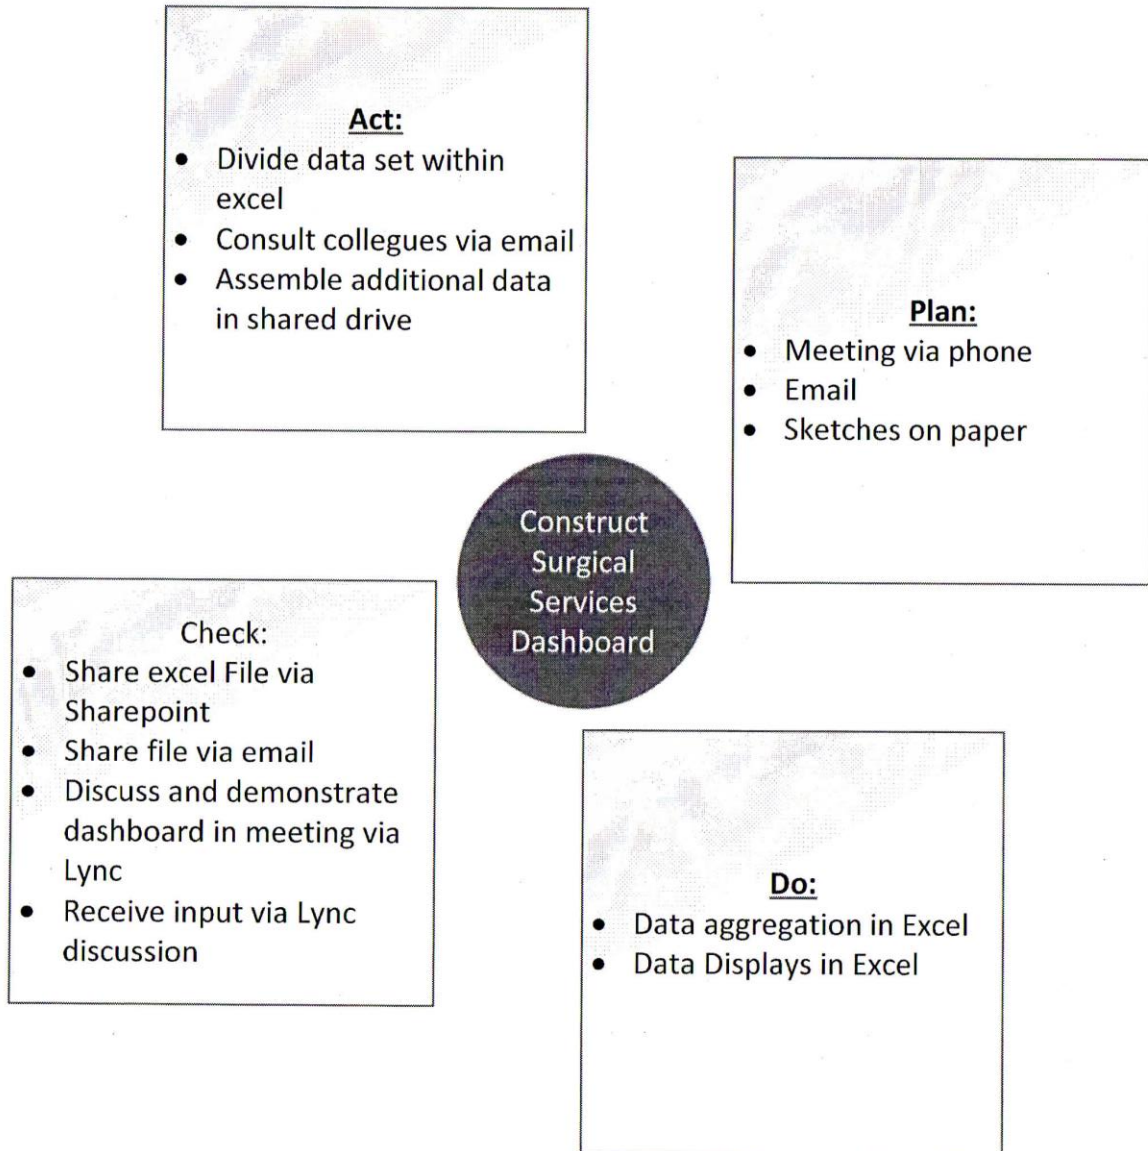 Act:
• Divide data set within
excel
• Consult collegues via email
• Assemble additional data
in shared drive
Plan:
• Meeting via phone
• Email
• Sketches on paper
Construct
Surgical
Services
Dashboard
Check:
• Share excel File via
Sharepoint
• Share file via email
• Discuss and demonstrate
dashboard in meeting via
Lync
• Receive input via Lync
discussion
Do:
• Data aggregation in Excel
• Data Displays in Excel